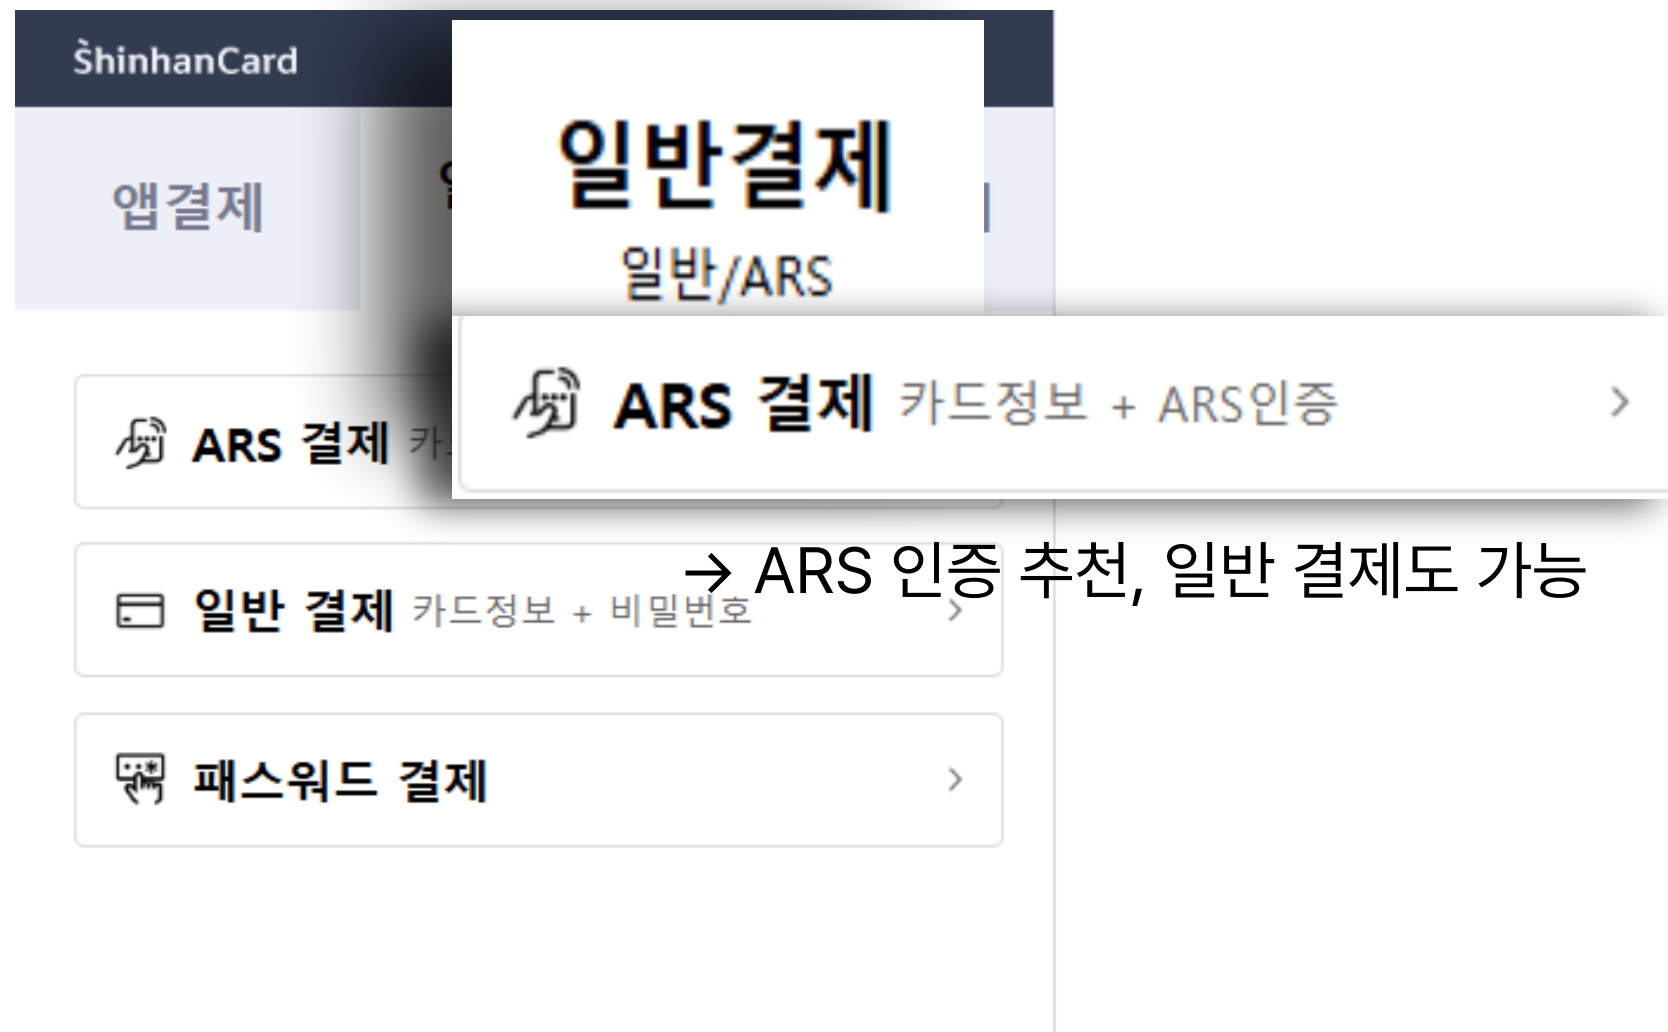 ShinhanCard
앱결제
일반결제
일반/ARS
ARS 결제 카드정보 + ARS인증
ARS 결제 카
→ ARS 인증 추천, 일반 결제도 가능
일반 결제 카드정보 + 비밀번호
패스워드 결제